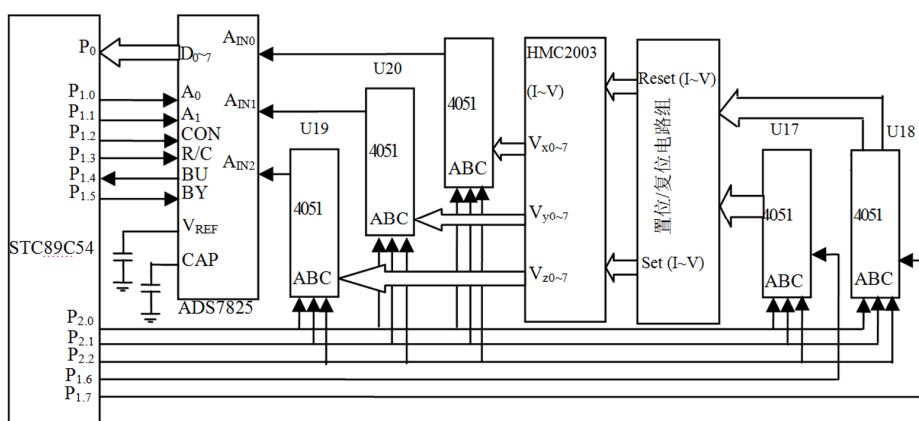 STC89C54
P0
P1.0
P1.1
P1.2
P1.3
P1.4
P1.5
P2.0
P2.1
P2.2
P1.6
P1.7
D0~7
A0
A1
CON
R/C
BU
BY
VREF
CAP
AIN0
AIN1
AIN2
ADS7825
U19
4051
ABC
U20
4051
ABC
4051
ABC
HMC2003
(I~V)
Vx0~7
Vy0~7
Vz0~7
Reset (I~V)
置位/复位电路组
Set (I~V)
U17
4051
ABC
U18
4051
ABC